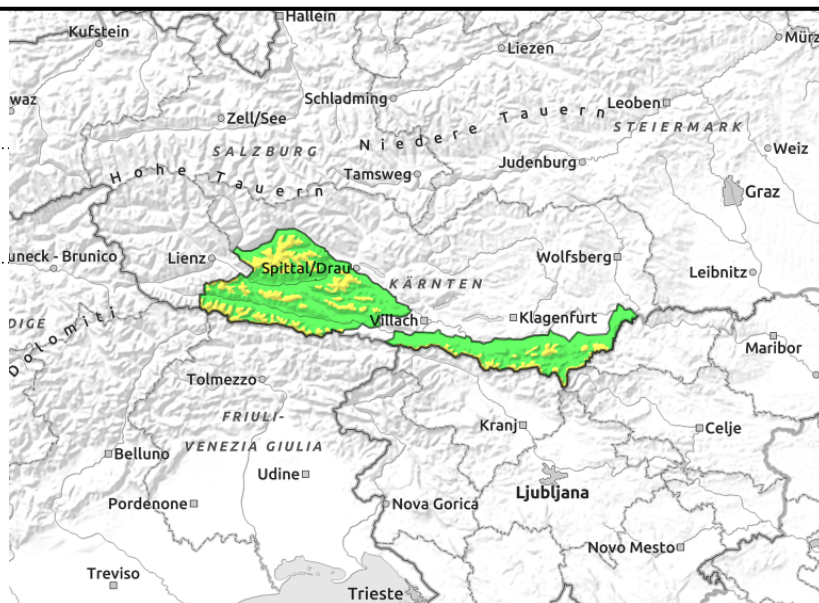 Hallein
Kufstein
Liezen
Mürz
waz
Schladming
Leoben
Zell/See
Niedere Tauern
STEIERMARK
SALZBURG
Weiz
Judenburg
Hohe Tauern
Tamsweg
Graz
uneck - Brunico
Lienz
Wolfsberg
Spittal/Drau
KÄRNTEN
Leibnitz
DIGE
Villach
Klagenfurt
Dolomiti
Maribor
Tolmezzo
FRIULI-
VENEZIA GIULIA
Kranj
Celje
Belluno
Udine
Ljubljana
Pordenone
Nova Gorica
Novo Mesto
Treviso
Trieste